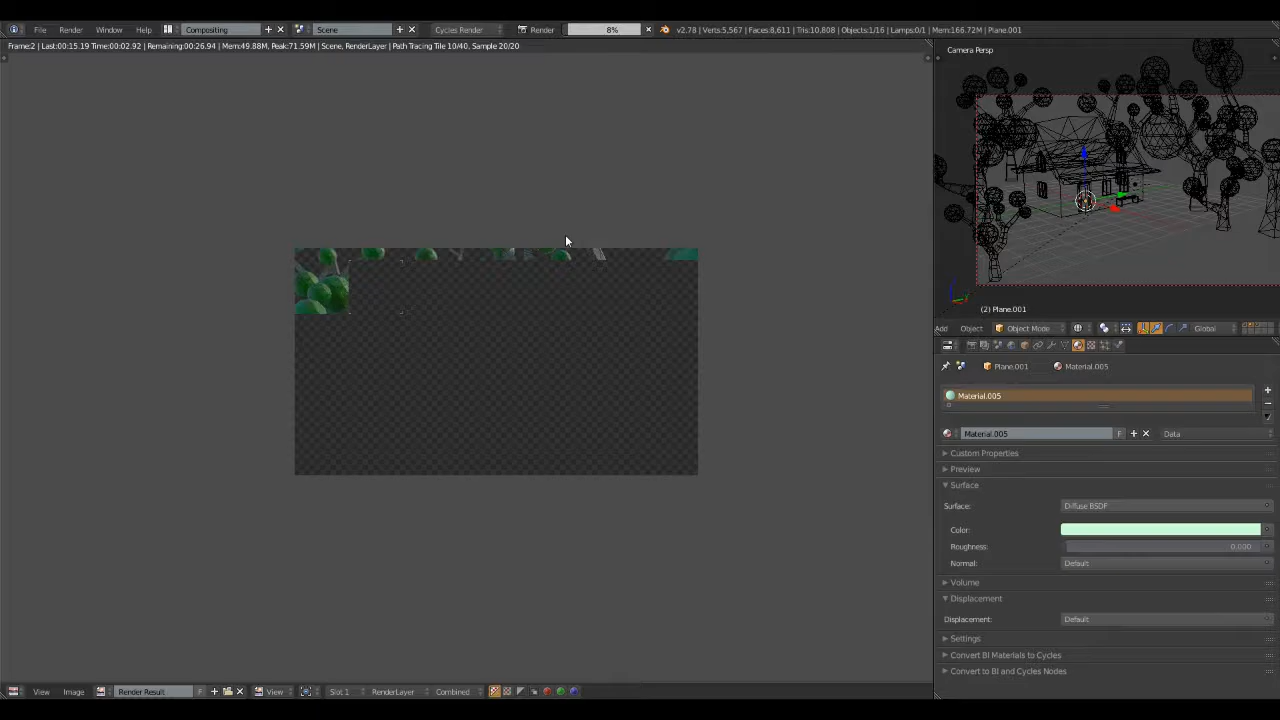 File Render Window Help Compositing Scene Cycles Render Render 8% v2.78 | Verts:5,567 | Faces:8,611 | Tris:10,808 | Objects:1/16 | Lamps:0/1 | Mem:166.72M | Plane.001
Frame:2 | Last:00:15.19 Time:00:02.92 | Remaining:00:26.94 | Mem:49.88M, Peak:71.59M | Scene, RenderLayer | Path Tracing Tile 10/40, Sample 20/20
Camera Persp
(2) Plane.001
Add Object Object Mode Global
Plane.001 Material.005
Material.005
Material.005 F Data
Custom Properties
Preview
Surface
Surface: Diffuse BSDF
Color:
Roughness: 0.000
Normal: Default
Volume
Displacement
Displacement: Default
Settings
Convert BI Materials to Cycles
Convert to BI and Cycles Nodes
View Image Render Result F View Slot 1 RenderLayer Combined